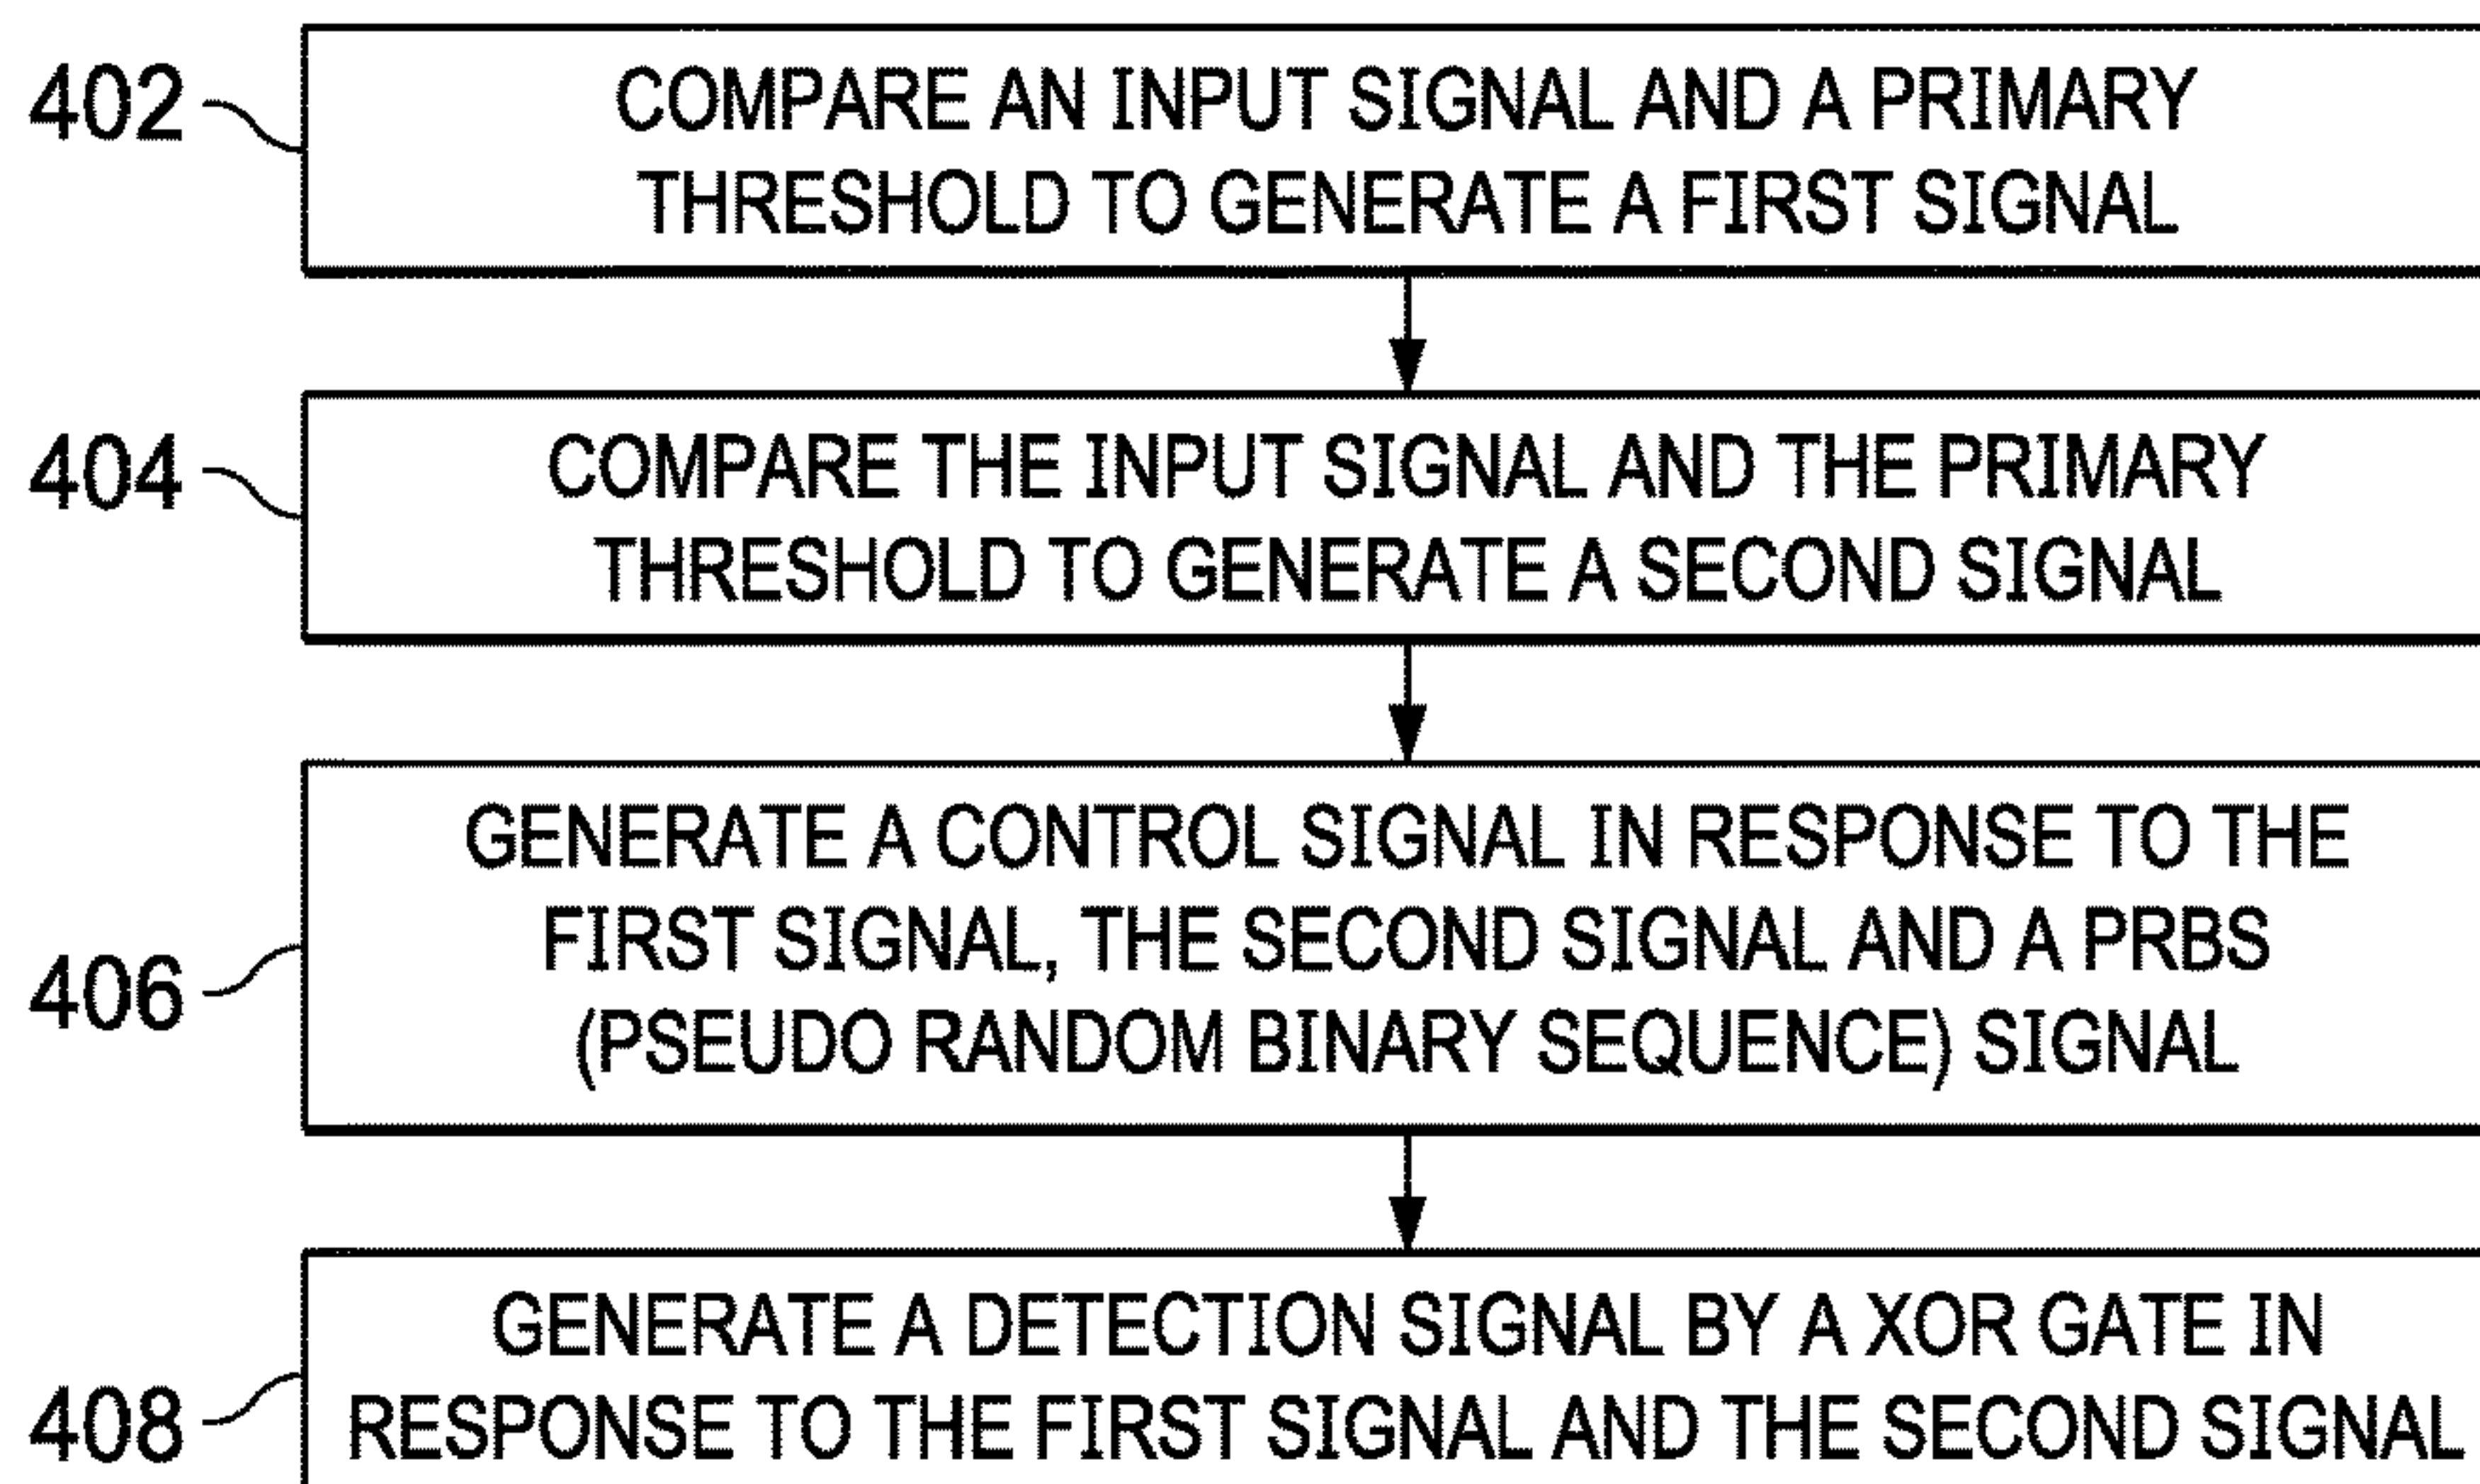 402
COMPARE AN INPUT SIGNAL AND A PRIMARY
THRESHOLD TO GENERATE A FIRST SIGNAL
404
COMPARE THE INPUT SIGNAL AND THE PRIMARY
THRESHOLD TO GENERATE A SECOND SIGNAL
406
GENERATE A CONTROL SIGNAL IN RESPONSE TO THE
FIRST SIGNAL, THE SECOND SIGNAL AND A PRBS
(PSEUDO RANDOM BINARY SEQUENCE) SIGNAL
408
GENERATE A DETECTION SIGNAL BY A XOR GATE IN
RESPONSE TO THE FIRST SIGNAL AND THE SECOND SIGNAL